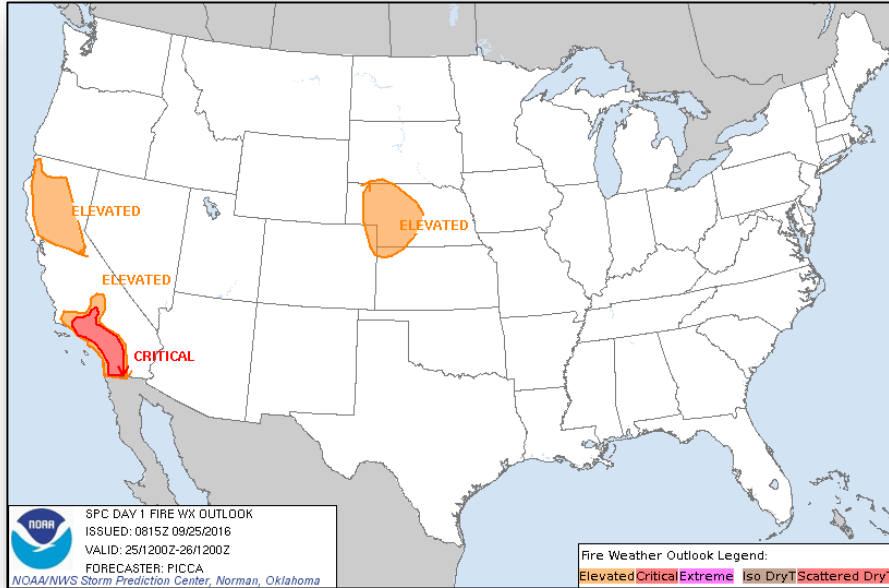 ELEVATED
ELEVATED
ELEVATED
CRITICAL
NOAA
SPC DAY 1 FIRE WX OUTLOOK
ISSUED: 0815Z 09/25/2016
VALID: 25/1200Z-26/1200Z
FORECASTER: PICCA
NOAA/NWS Storm Prediction Center, Norman, Oklahoma
Fire Weather Outlook Legend:
Elevated Critical Extreme Iso DryT Scattered DryT